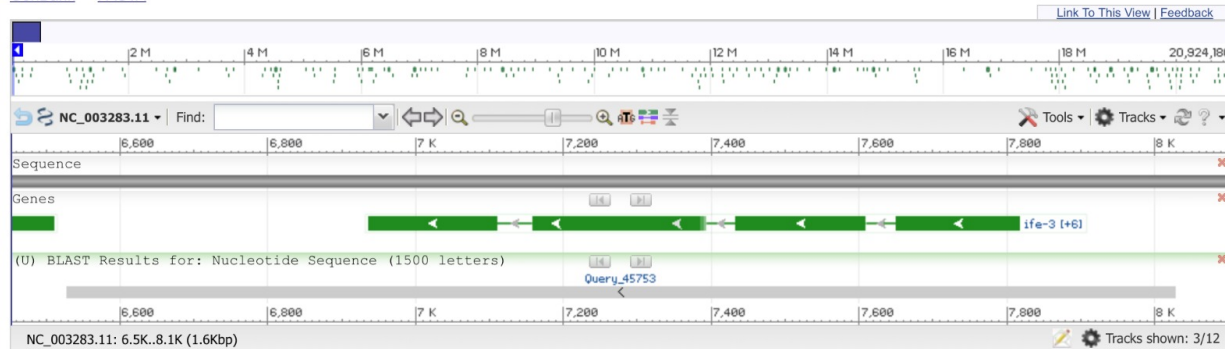 Link To This View | Feedback
2 M 4 M 6 M 8 M 10 M 12 M 14 M 16 M 18 M 20,924,180
NC_003283.11 Find: Tools Tracks ?
6,600 6,800 7 K 7,200 7,400 7,600 7,800 8 K
Sequence
Genes
ife-3 [+6]
(U) BLAST Results for: Nucleotide Sequence (1500 letters)
Query_45753
6,600 6,800 7 K 7,200 7,400 7,600 7,800 8 K
NC_003283.11: 6.5K..8.1K (1.6Kbp) Tracks shown: 3/12